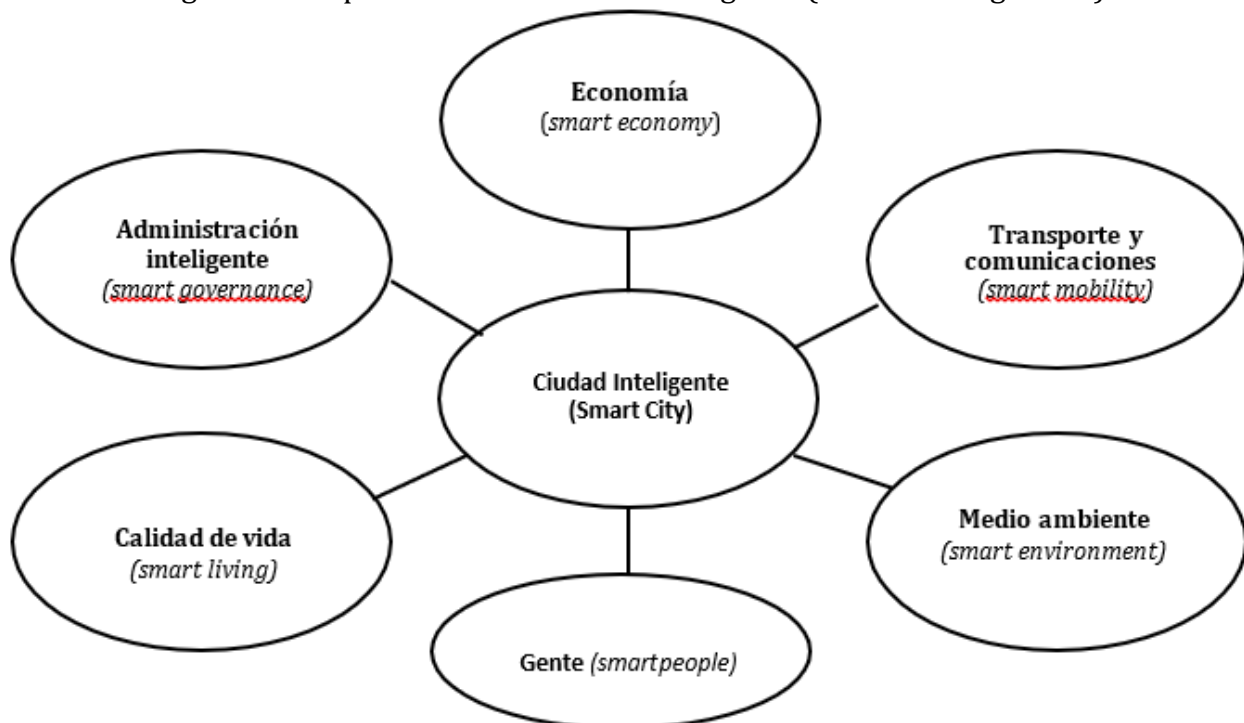 Economía
(smart economy)
Administración
inteligente
(smart governance)
Transporte y
comunicaciones
(smart mobility)
Ciudad Inteligente
(Smart City)
Calidad de vida
(smart living)
Medio ambiente
(smart environment)
Gente (smartpeople)